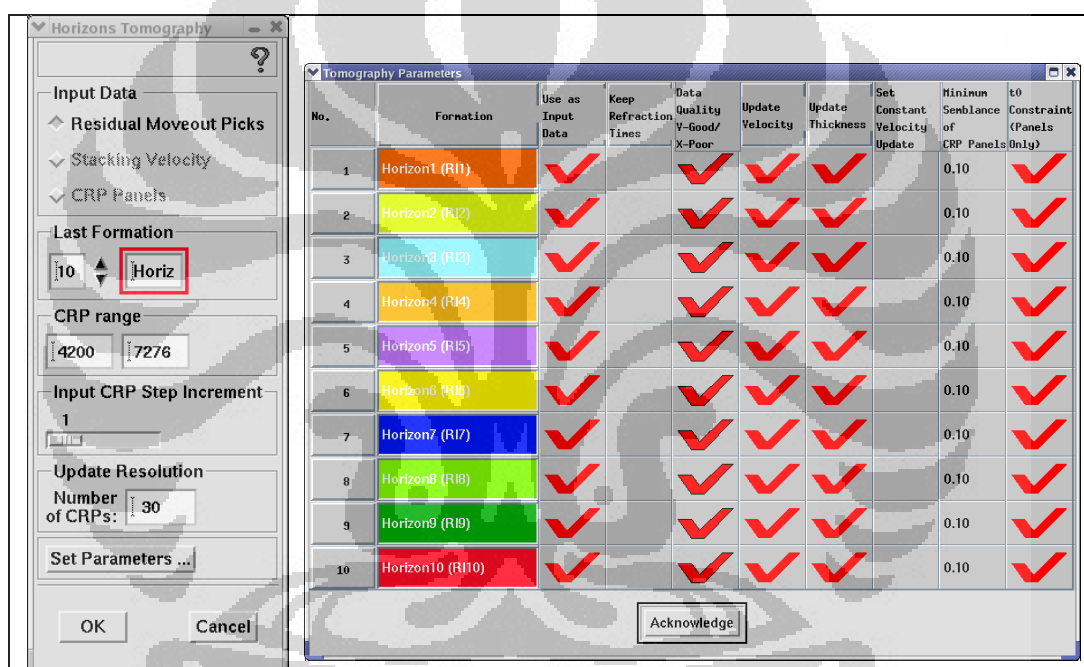 Horizons Tomography
?
Input Data
Residual Moveout Picks
Stacking Velocity
CRP Panels
Last Formation
10 Horiz
CRP range
4200 7276
Input CRP Step Increment
1
Update Resolution
Number
of CRPs: 30
Set Parameters ...
OK Cancel
Tomography Parameters
No.
Formation
Use as
Input
Data
Keep
Refraction
Times
Data
Quality
V-Good/
X-Poor
Update
Velocity
Update
Thickness
Set
Constant
Velocity
Update
Minimum
Semblance
of
CRP Panels
t0
Constraint
(Panels
Only)
1 Horizon1 (RI1) 0.10
2 Horizon2 (RI2) 0.10
3 Horizon3 (RI3) 0.10
4 Horizon4 (RI4) 0.10
5 Horizon5 (RI5) 0.10
6 Horizon6 (RI6) 0.10
7 Horizon7 (RI7) 0.10
8 Horizon8 (RI8) 0.10
9 Horizon9 (RI9) 0.10
10 Horizon10 (RI10) 0.10
Acknowledge